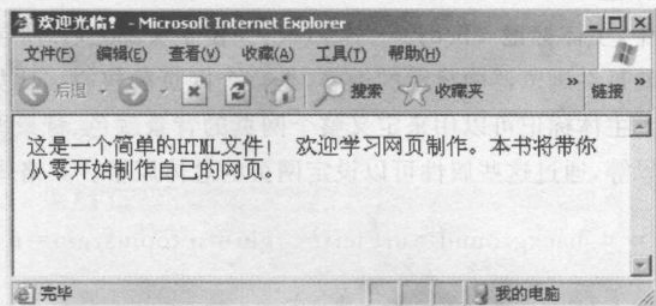 欢迎光临! - Microsoft Internet Explorer
文件(F) 编辑(E) 查看(V) 收藏(A) 工具(T) 帮助(H)
后退 搜索 收藏夹 » 链接 »
这是一个简单的HTML文件! 欢迎学习网页制作。本书将带你
从零开始制作自己的网页。
完毕 我的电脑